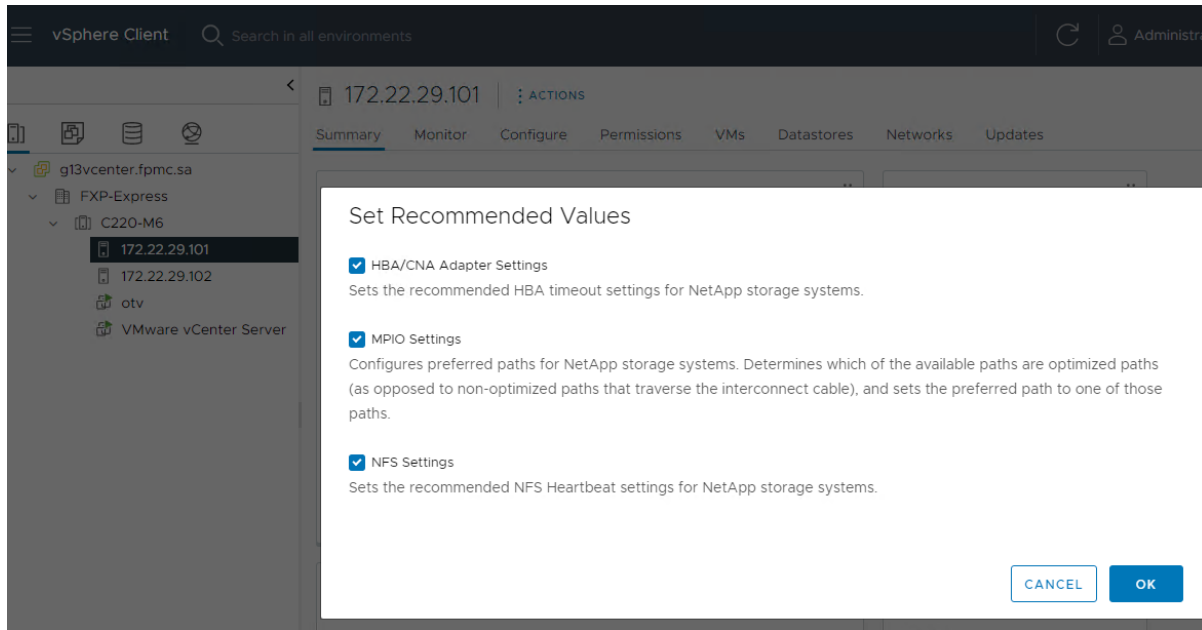 vSphere Client
Search in all environments
Administra
172.22.29.101
ACTIONS
Summary Monitor Configure Permissions VMs Datastores Networks Updates
g13vcenter.fpmc.sa
FXP-Express
C220-M6
172.22.29.101
172.22.29.102
otv
VMware vCenter Server
Set Recommended Values
HBA/CNA Adapter Settings
Sets the recommended HBA timeout settings for NetApp storage systems.
MPIO Settings
Configures preferred paths for NetApp storage systems. Determines which of the available paths are optimized paths
(as opposed to non-optimized paths that traverse the interconnect cable), and sets the preferred path to one of those
paths.
NFS Settings
Sets the recommended NFS Heartbeat settings for NetApp storage systems.
CANCEL OK